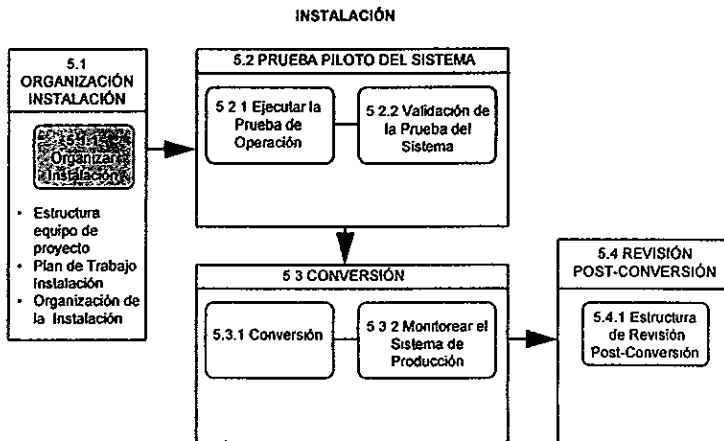 INSTALACIÓN
5.1
ORGANIZACIÓN
INSTALACIÓN
Organizar
Instalación
• Estructura
equipo de
proyecto
• Plan de Trabajo
Instalación
• Organización de
la Instalación
5.2 PRUEBA PILOTO DEL SISTEMA
5 2 1 Ejecutar la
Prueba de
Operación
5 2.2 Validación de
la Prueba del
Sistema
5 3 CONVERSIÓN
5.3.1 Conversión
5 3 2 Monitorear el
Sistema de
Producción
5.4 REVISIÓN
POST-CONVERSIÓN
5.4.1 Estructura
de Revisión
Post-Conversión